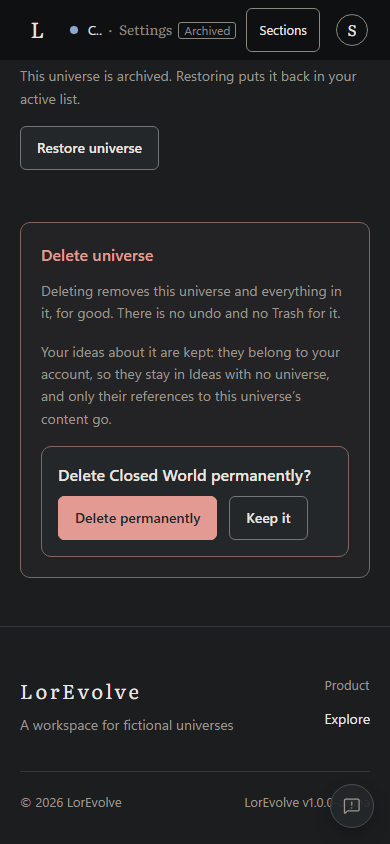 L
C.. · Settings Archived
Sections
S
This universe is archived. Restoring puts it back in your
active list.
Restore universe
Delete universe
Deleting removes this universe and everything in
it, for good. There is no undo and no Trash for it.
Your ideas about it are kept: they belong to your
account, so they stay in Ideas with no universe,
and only their references to this universe's
content go.
Delete Closed World permanently?
Delete permanently
Keep it
LorEvolve
A workspace for fictional universes
Product
Explore
© 2026 LorEvolve
LorEvolve v1.0.0